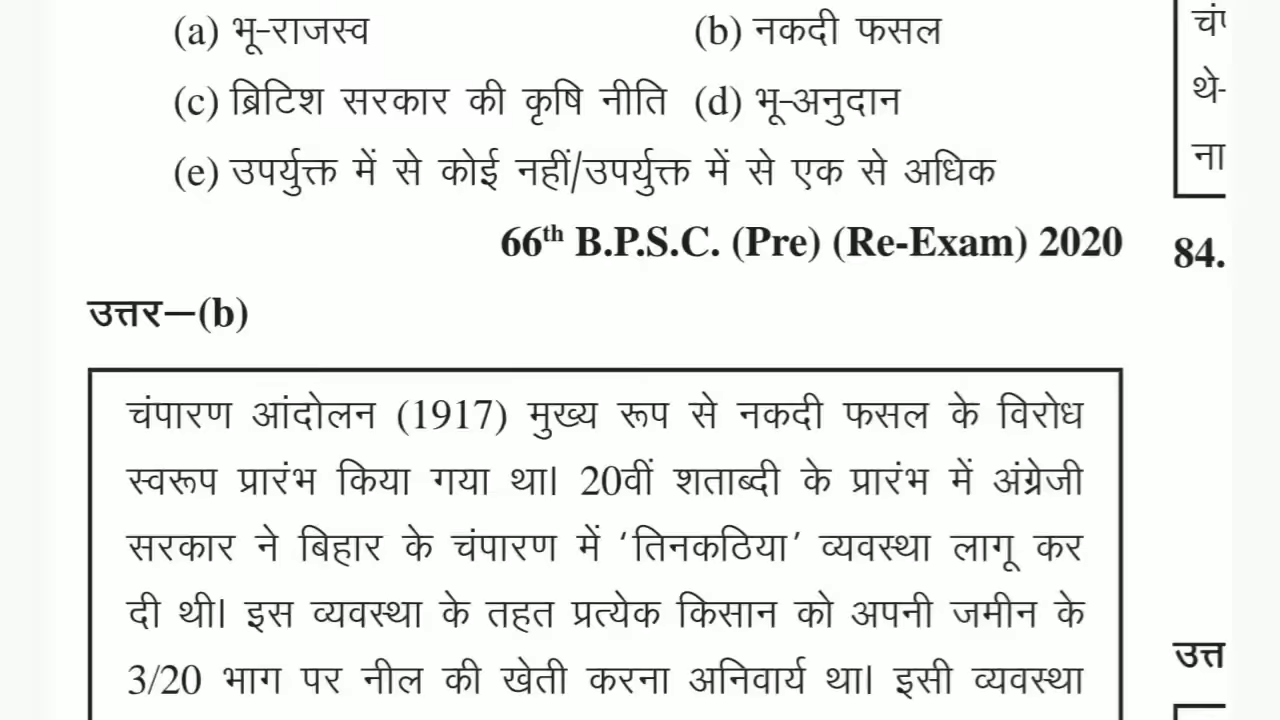 (a) भू-राजस्व (b) नकदी फसल
(c) ब्रिटिश सरकार की कृषि नीति (d) भू-अनुदान
(e) उपर्युक्त में से कोई नहीं/उपर्युक्त में से एक से अधिक
66th B.P.S.C. (Pre) (Re-Exam) 2020
उत्तर—(b)
चंपारण आंदोलन (1917) मुख्य रूप से नकदी फसल के विरोध
स्वरूप प्रारंभ किया गया था। 20वीं शताब्दी के प्रारंभ में अंग्रेजी
सरकार ने बिहार के चंपारण में ‘तिनकठिया’ व्यवस्था लागू कर
दी थी। इस व्यवस्था के तहत प्रत्येक किसान को अपनी जमीन के
3/20 भाग पर नील की खेती करना अनिवार्य था। इसी व्यवस्था
थे-
ना
84.
उत्त